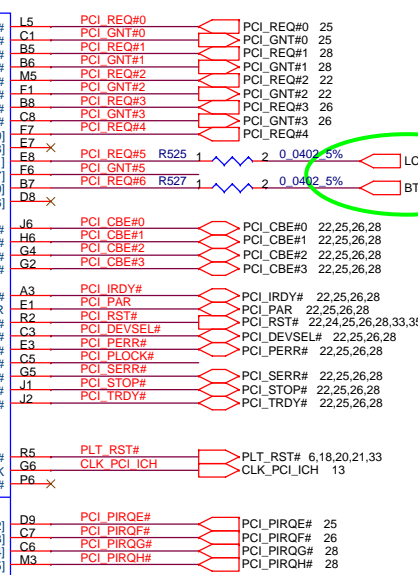 # L5 PCI_REQ#0 PCI_REQ#0 25
C1 PCI_GNT#0 PCI_GNT#0 25
B5 PCI_REQ#1 PCI_REQ#1 28
B6 PCI_GNT#1 PCI_GNT#1 28
M5 PCI_REQ#2 PCI_REQ#2 22
F1 PCI_GNT#2 PCI_GNT#2 22
B8 PCI_REQ#3 PCI_REQ#3 26
C8 PCI_GNT#3 PCI_GNT#3 26
F7 PCI_REQ#4 PCI_REQ#4
E7
E8 PCI_REQ#5 R525 1 2 0_0402_5% LO
F6 PCI_GNT#5
B7 PCI_REQ#6 R527 1 2 0_0402_5% BT
D8
# J6 PCI_CBE#0 PCI_CBE#0 22,25,26,28
# H6 PCI_CBE#1 PCI_CBE#1 22,25,26,28
# G4 PCI_CBE#2 PCI_CBE#2 22,25,26,28
# G2 PCI_CBE#3 PCI_CBE#3 22,25,26,28
# A3 PCI_IRDY# PCI_IRDY# 22,25,26,28
R E1 PCI_PAR PCI_PAR 22,25,26,28
# R2 PCI_RST# PCI_RST# 22,24,25,26,28,33,35
# C3 PCI_DEVSEL# PCI_DEVSEL# 22,25,26,28
# E3 PCI_PERR# PCI_PERR# 22,25,26,28
# C5 PCI_PLOCK#
# G5 PCI_SERR# PCI_SERR# 22,25,26,28
# J1 PCI_STOP# PCI_STOP# 22,25,26,28
# J2 PCI_TRDY# PCI_TRDY# 22,25,26,28
# R5 PLT_RST# PLT_RST# 6,18,20,21,33
K G6 CLK_PCI_ICH CLK_PCI_ICH 13
# P6
D9 PCI_PIRQE# PCI_PIRQE# 25
C7 PCI_PIRQF# PCI_PIRQF# 26
C6 PCI_PIRQG# PCI_PIRQG# 28
M3 PCI_PIRQH# PCI_PIRQH# 28